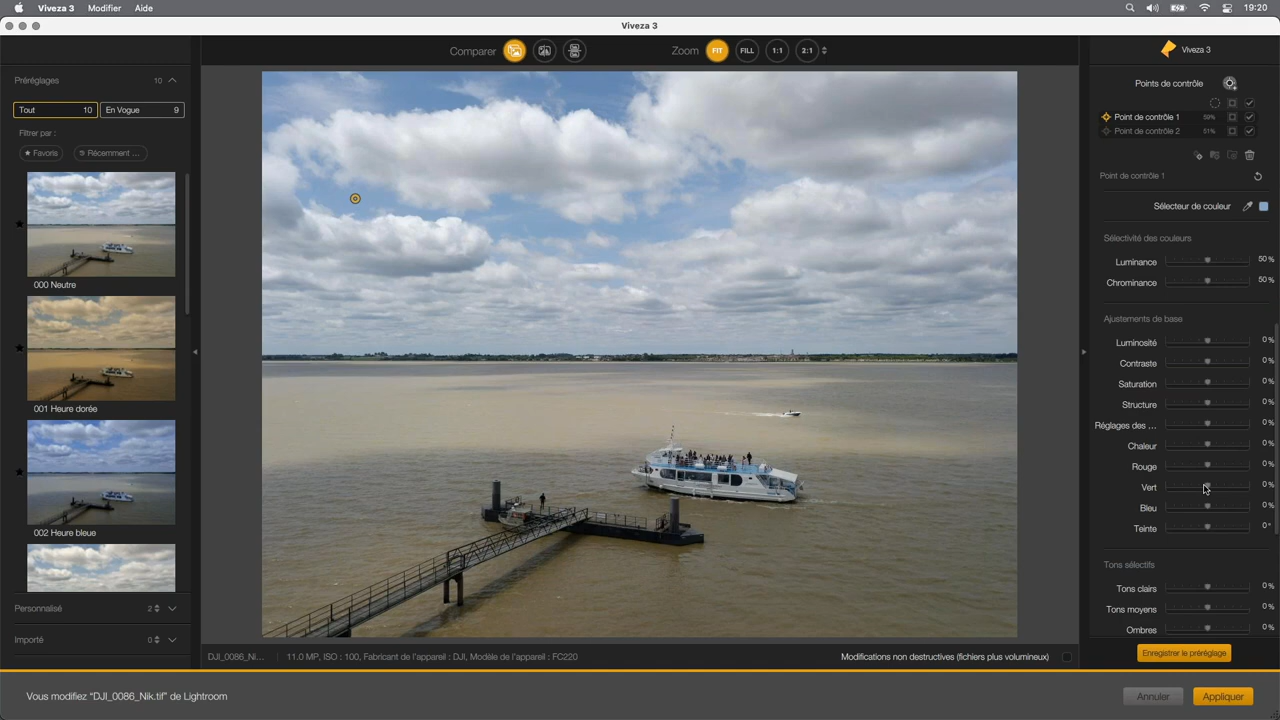 Viveza 3 Modifier Aide 19:20
Viveza 3
Comparer Zoom FIT FILL 1:1 2:1
Viveza 3
Préréglages 10
Tout 10 En Vogue 9
Filtrer par :
Favoris Récemment ...
000 Neutre
001 Heure dorée
002 Heure bleue
Personnalisé 2
Importé 0
Points de contrôle
Point de contrôle 1 59%
Point de contrôle 2 51%
Point de contrôle 1
Sélecteur de couleur
Sélectivité des couleurs
Luminance 50 %
Chrominance 50 %
Ajustements de base
Luminosité 0 %
Contraste 0 %
Saturation 0 %
Structure 0 %
Réglages des ... 0 %
Chaleur 0 %
Rouge 0 %
Vert 0 %
Bleu 0 %
Teinte 0 °
Tons sélectifs
Tons clairs 0 %
Tons moyens 0 %
Ombres 0 %
Enregistrer le préréglage
DJI_0086_Ni... 11.0 MP, ISO : 100, Fabricant de l'appareil : DJI, Modèle de l'appareil : FC220 Modifications non destructives (fichiers plus volumineux)
Vous modifiez “DJI_0086_Nik.tif” de Lightroom Annuler Appliquer